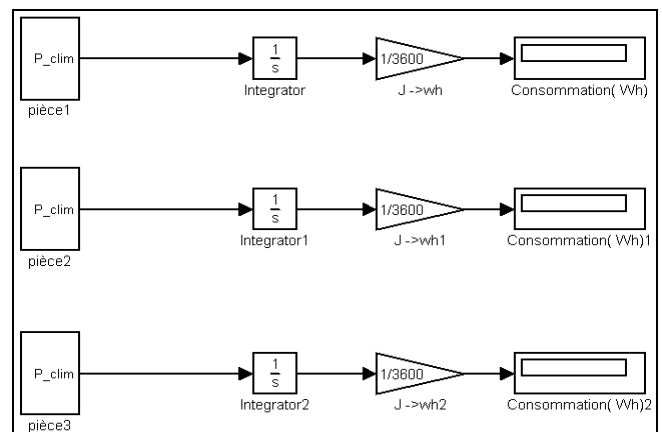 P_clim
pièce1
1
s
Integrator
1/3600
J ->wh
Consommation( Wh)
P_clim
pièce2
1
s
Integrator1
1/3600
J ->wh1
Consommation( Wh)1
P_clim
pièce3
1
s
Integrator2
1/3600
J ->wh2
Consommation( Wh)2